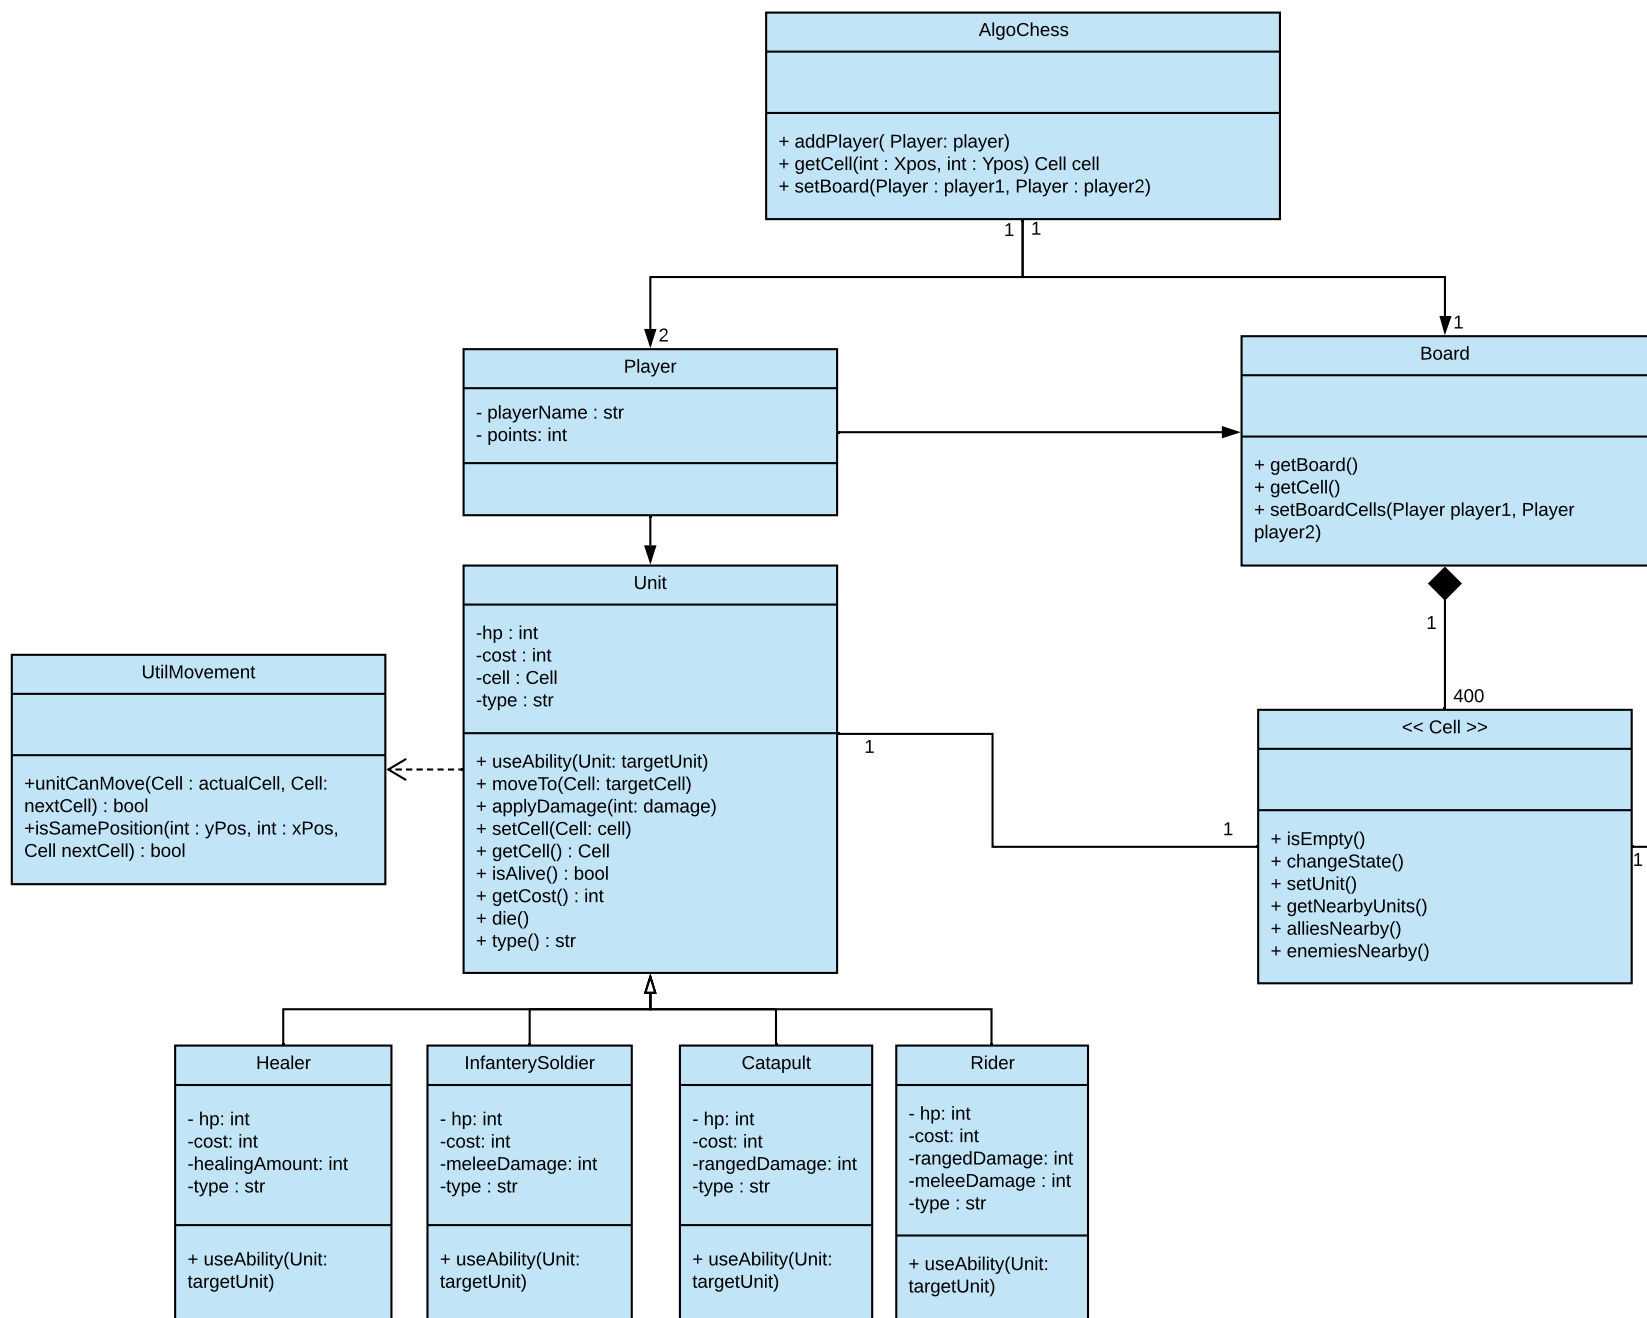 AlgoChess
+ addPlayer( Player: player)
+ getCell(int : Xpos, int : Ypos) Cell cell
+ setBoard(Player : player1, Player : player2)
1
1
2
1
Player
- playerName : str
- points: int
Board
+ getBoard()
+ getCell()
+ setBoardCells(Player player1, Player
player2)
1
400
Unit
-hp : int
-cost : int
-cell : Cell
-type : str
+ useAbility(Unit: targetUnit)
+ moveTo(Cell: targetCell)
+ applyDamage(int: damage)
+ setCell(Cell: cell)
+ getCell() : Cell
+ isAlive() : bool
+ getCost() : int
+ die()
+ type() : str
1
1
UtilMovement
+unitCanMove(Cell : actualCell, Cell:
nextCell) : bool
+isSamePosition(int : yPos, int : xPos,
Cell nextCell) : bool
<< Cell >>
+ isEmpty()
+ changeState()
+ setUnit()
+ getNearbyUnits()
+ alliesNearby()
+ enemiesNearby()
1
Healer
- hp: int
-cost: int
-healingAmount: int
-type : str
+ useAbility(Unit:
targetUnit)
InfanterySoldier
- hp: int
-cost: int
-meleeDamage: int
-type : str
+ useAbility(Unit:
targetUnit)
Catapult
- hp: int
-cost: int
-rangedDamage: int
-type : str
+ useAbility(Unit:
targetUnit)
Rider
- hp: int
-cost: int
-rangedDamage: int
-meleeDamage : int
-type : str
+ useAbility(Unit:
targetUnit)